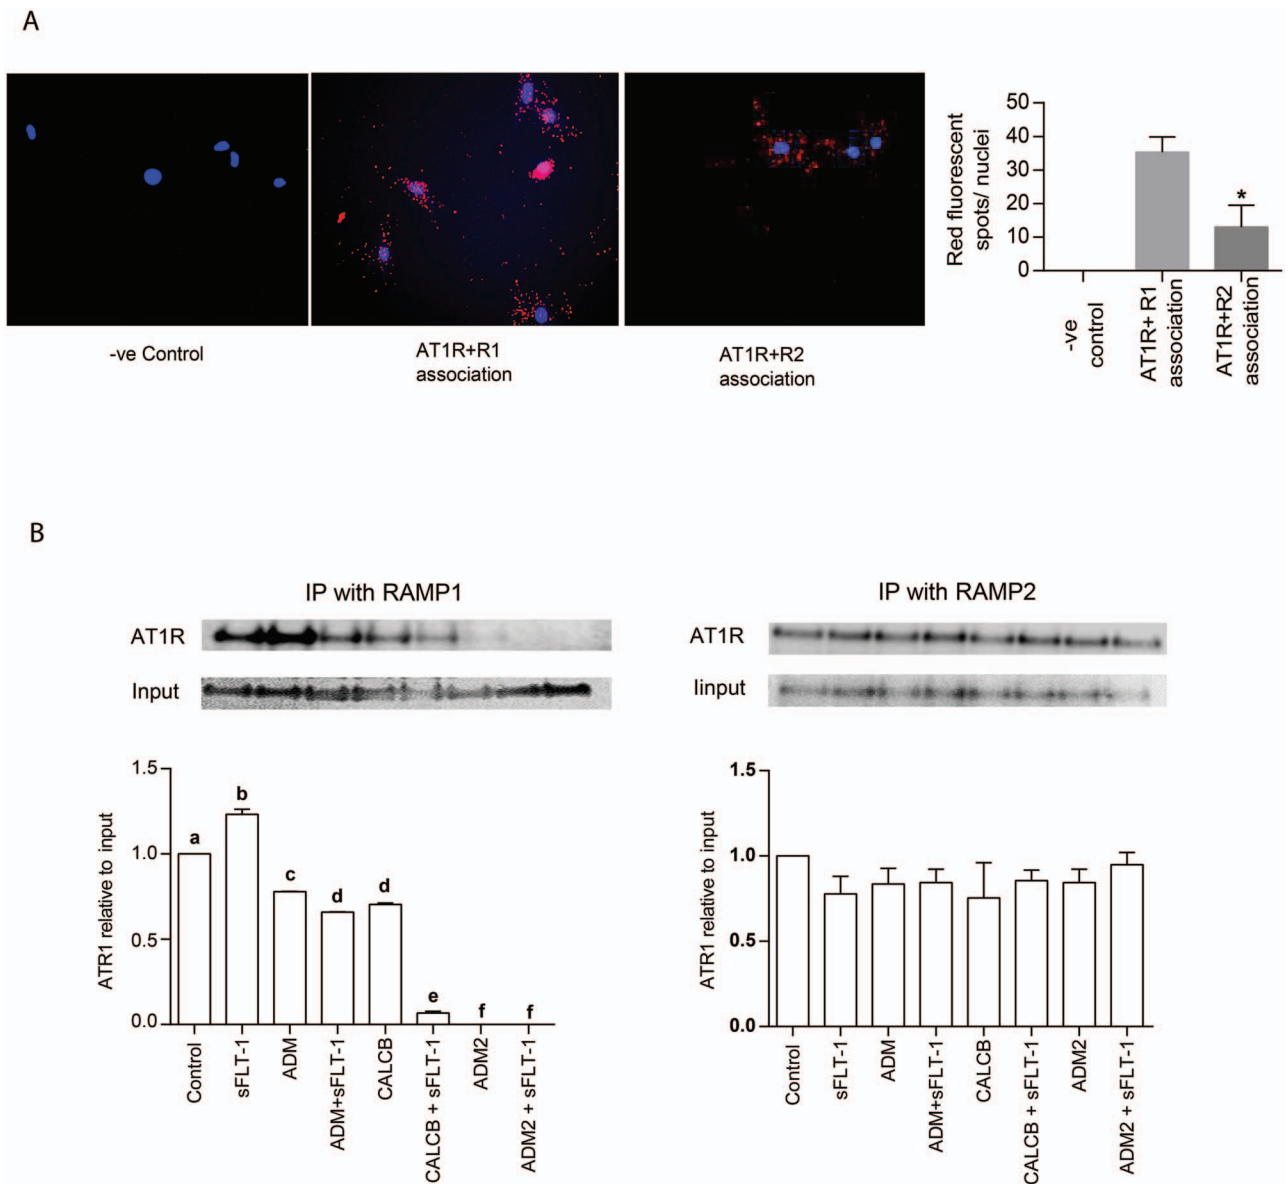 A
-ve Control
AT1R+R1
association
AT1R+R2
association
Red fluorescent
spots/ nuclei
50
40
30
20
10
0
*
-ve
control
AT1R+ R1
association
AT1R+R2
association
B
IP with RAMP1
AT1R
Input
ATR1 relative to input
1.5
1.0
0.5
0.0
a
b
c
d
d
e
f
f
Control
sFLT-1
ADM
ADM+sFLT-1
CALCB
CALCB + sFLT-1
ADM2
ADM2 + sFLT-1
IP with RAMP2
AT1R
Iinput
ATR1 relative to input
1.5
1.0
0.5
0.0
Control
sFLT-1
ADM
ADM+sFLT-1
CALCB
CALCB + sFLT-1
ADM2
ADM2 + sFLT-1